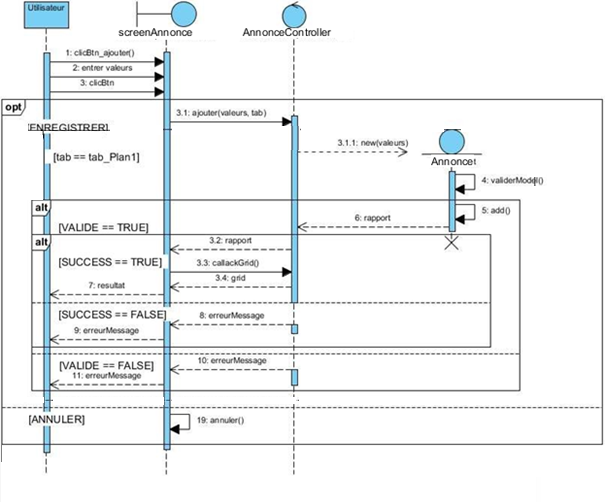 Utilisateur
screenAnnonce
AnnonceController
1: clicBtn_ajouter()
2: entrer valeurs
3: clicBtn
opt
3.1: ajouter(valeurs, tab)
[ENREGISTRER]
3.1.1: new(valeurs)
[tab == tab_Plan1]
Annonce
4: validerModel()
alt
5: add()
6: rapport
[VALIDE == TRUE]
alt
3.2: rapport
[SUCCESS == TRUE]
3.3: callackGrid()
3.4: grid
7: resultat
[SUCCESS == FALSE]
8: erreurMessage
9: erreurMessage
[VALIDE == FALSE]
10: erreurMessage
11: erreurMessage
[ANNULER]
19: annuler()